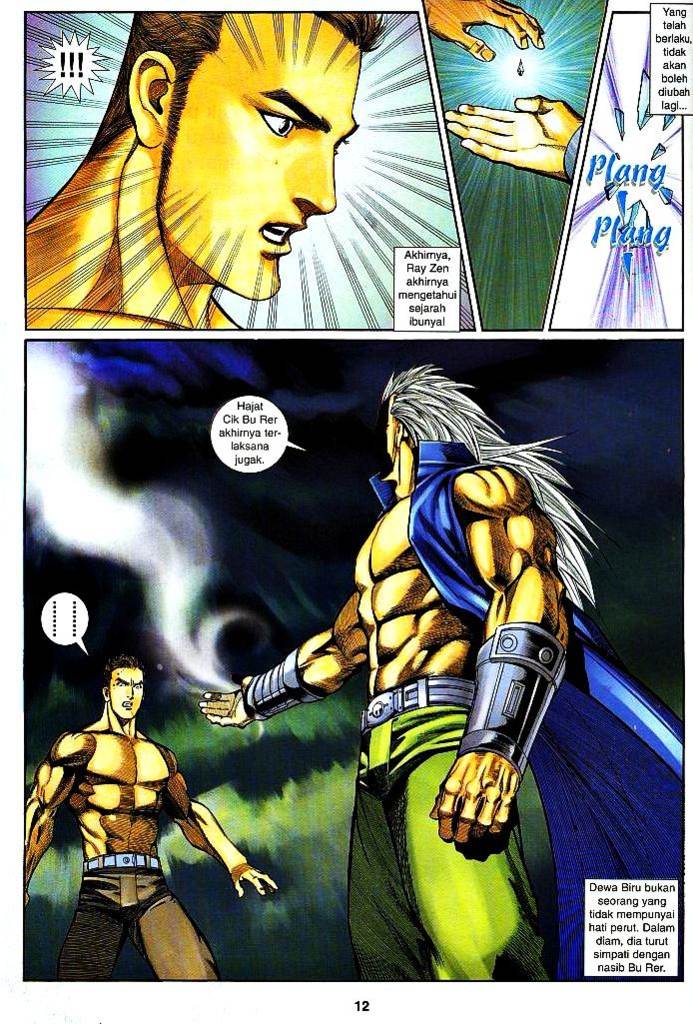 !!!
Akhirnya,
Ray Zen
akhirnya
mengetahui
sejarah
ibunya!
Yang
telah
berlaku,
tidak
akan
boleh
diubah
lagi...
Plang
Plang
Hajat
Cik Bu Rer
akhirnya ter-
laksana
jugak.
Dewa Biru bukan
seorang yang
tidak mempunyai
hati perut. Dalam
diam, dia turut
simpati dengan
nasib Bu Rer.
12